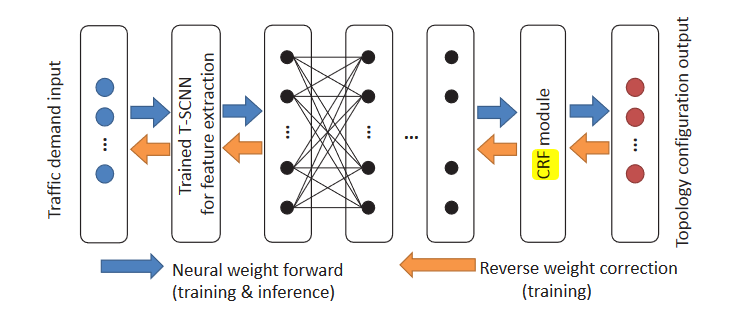 Traffic demand input
Trained T-SCNN
for feature extraction
...
...
...
...
CRF module
...
Topology configuration output
Neural weight forward
(training & inference)
Reverse weight correction
(training)